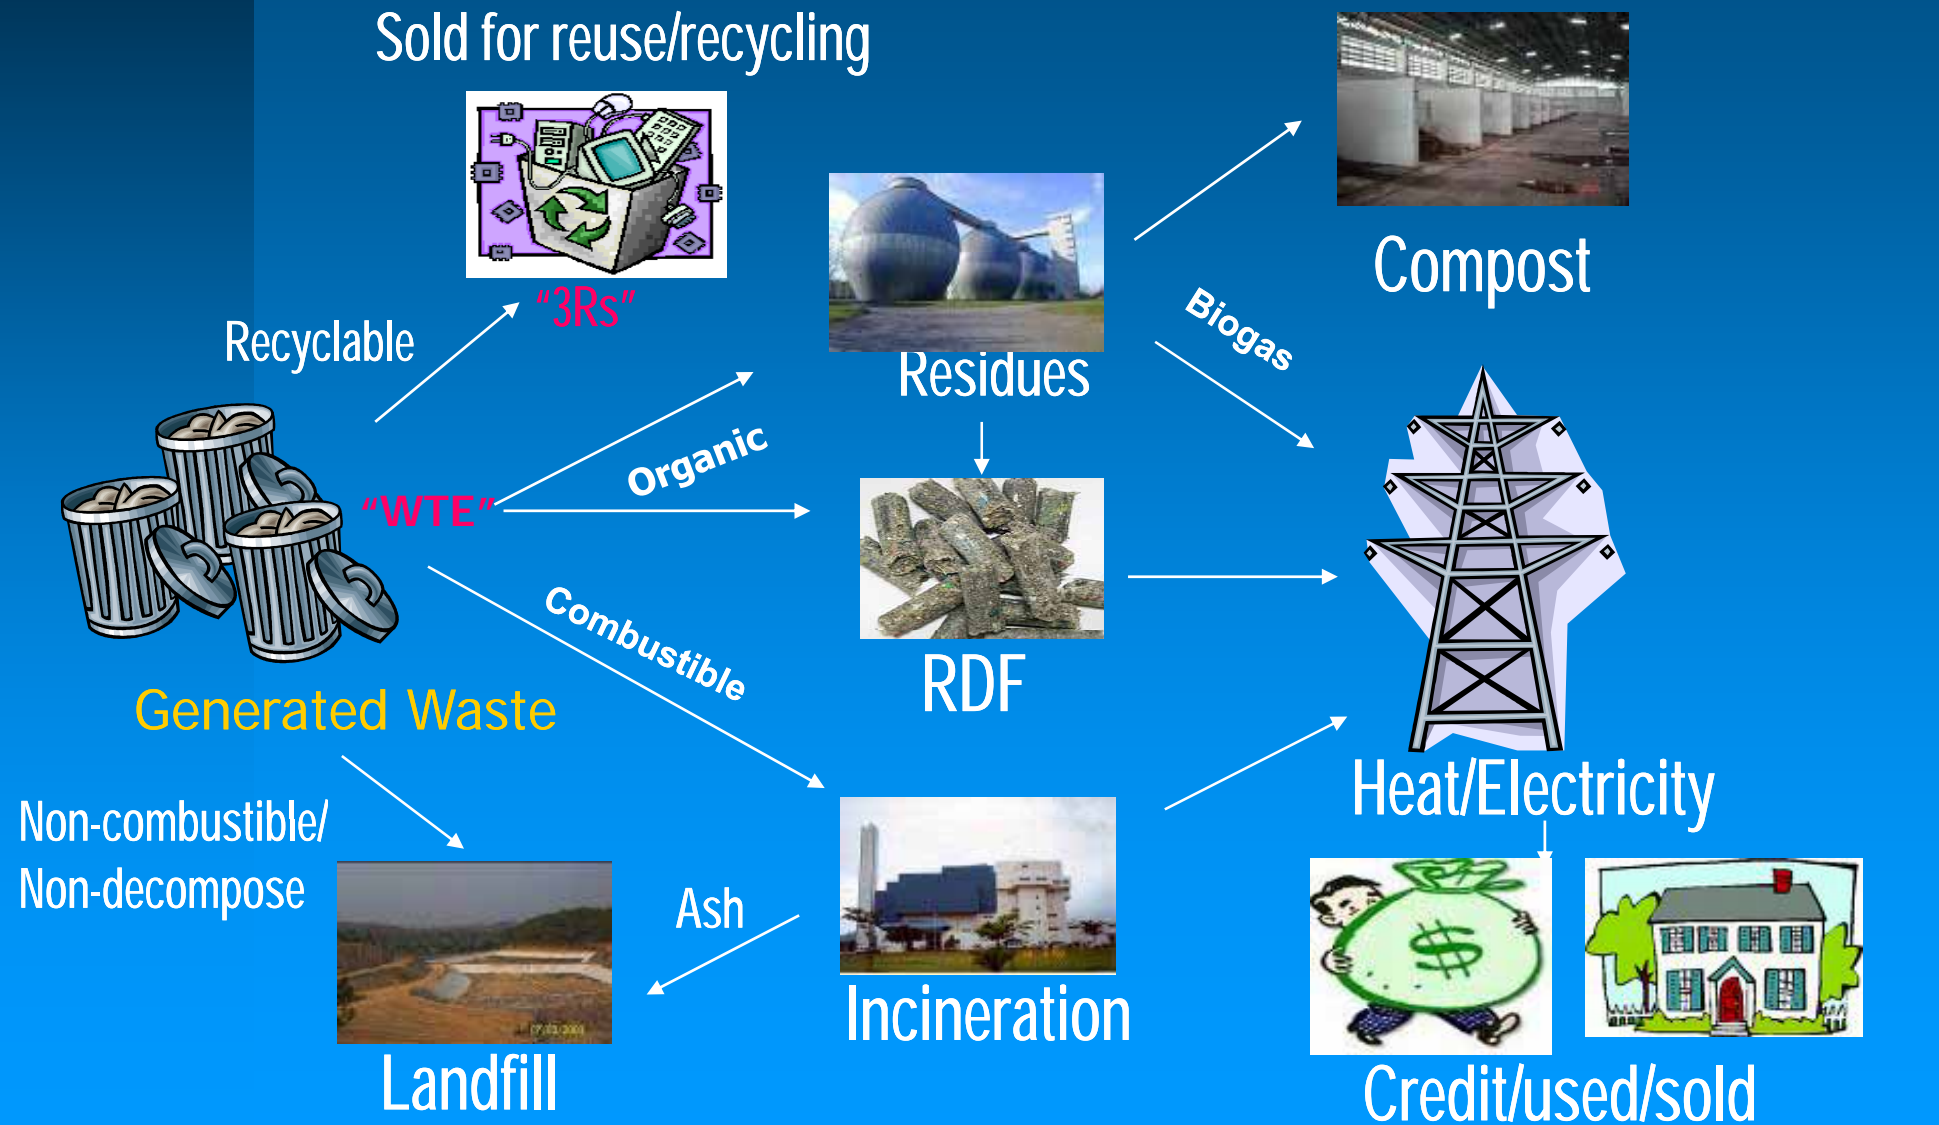 Sold for reuse/recycling
"3Rs"
Recyclable
Compost
Biogas
Residues
Organic
"WTE"
Combustible
RDF
Generated Waste
Heat/Electricity
Non-combustible/
Non-decompose
Ash
$
Incineration
Landfill
Credit/used/sold